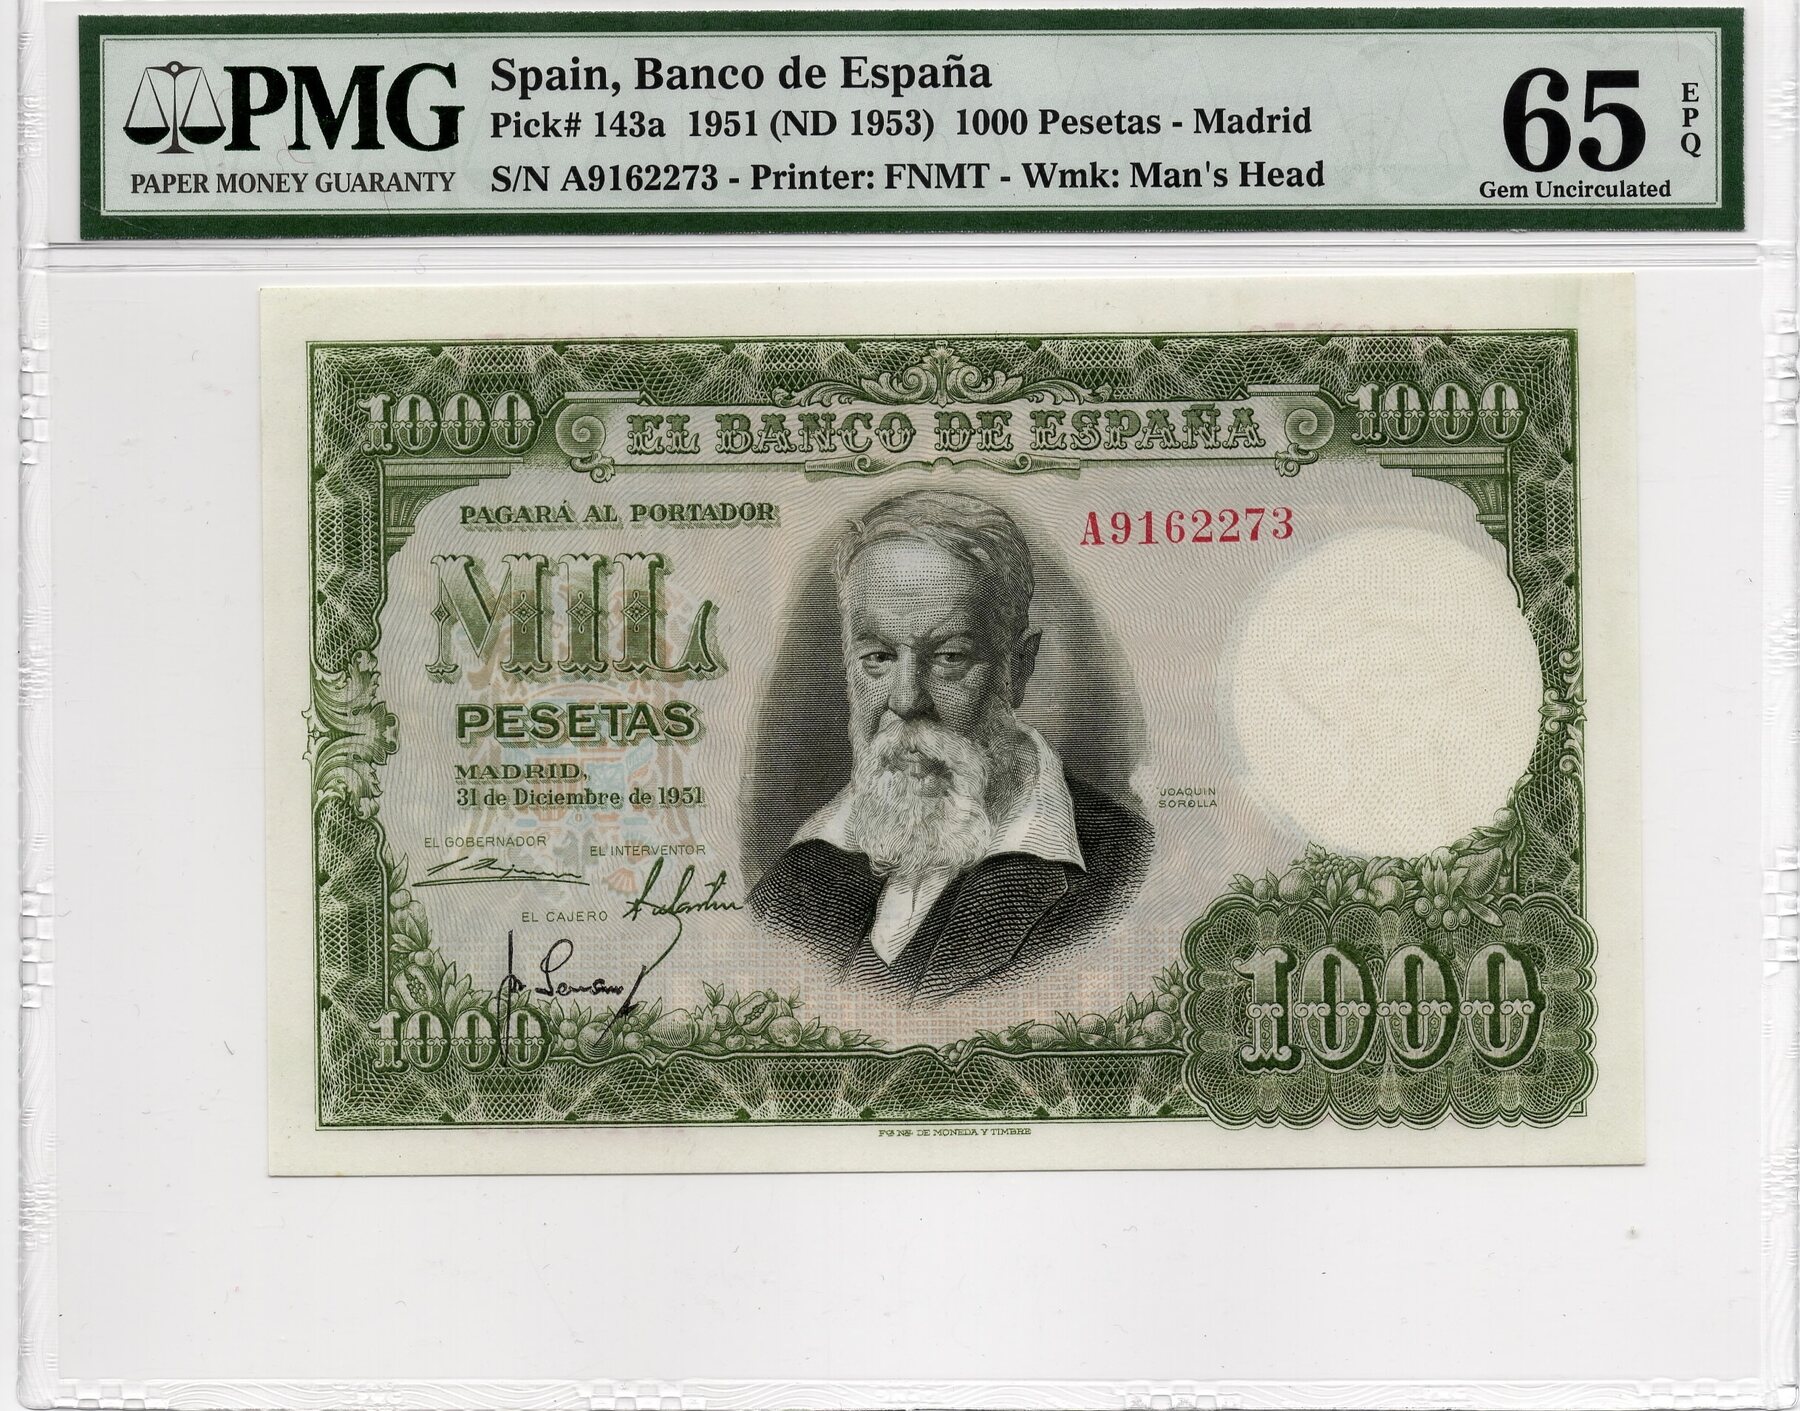 PMG
PAPER MONEY GUARANTY
Spain, Banco de España
Pick# 143a 1951 (ND 1953) 1000 Pesetas - Madrid
S/N A9162273 - Printer: FNMT - Wmk: Man's Head
65
EPQ
Gem Uncirculated
1000
EL BANCO DE ESPAÑA
1000
PAGARÁ AL PORTADOR
A9162273
MIL
PESETAS
MADRID,
31 de Diciembre de 1951
JOAQUIN
SOROLLA
EL GOBERNADOR
EL INTERVENTOR
EL CAJERO
1000
1000
Fca. Nal. DE MONEDA Y TIMBRE